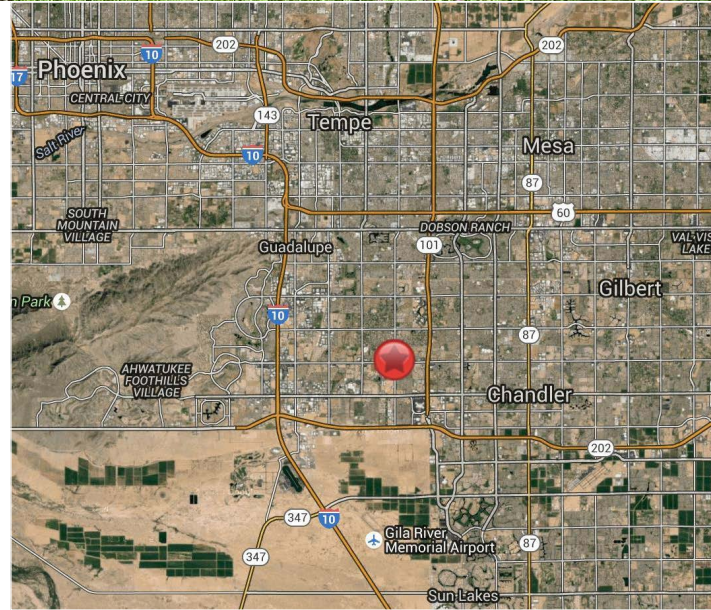 202
202
10
17
Phoenix
CENTRAL CITY
143
Tempe
Salt River
10
Mesa
87
SOUTH
MOUNTAIN
VILLAGE
60
DOBSON RANCH
Guadalupe
101
VAL VIS
LAKE
Gilbert
n Park
10
87
AHWATUKEE
FOOTHILLS
VILLAGE
Chandler
202
347
10
Gila River
Memorial Airport
87
347
Sun Lakes